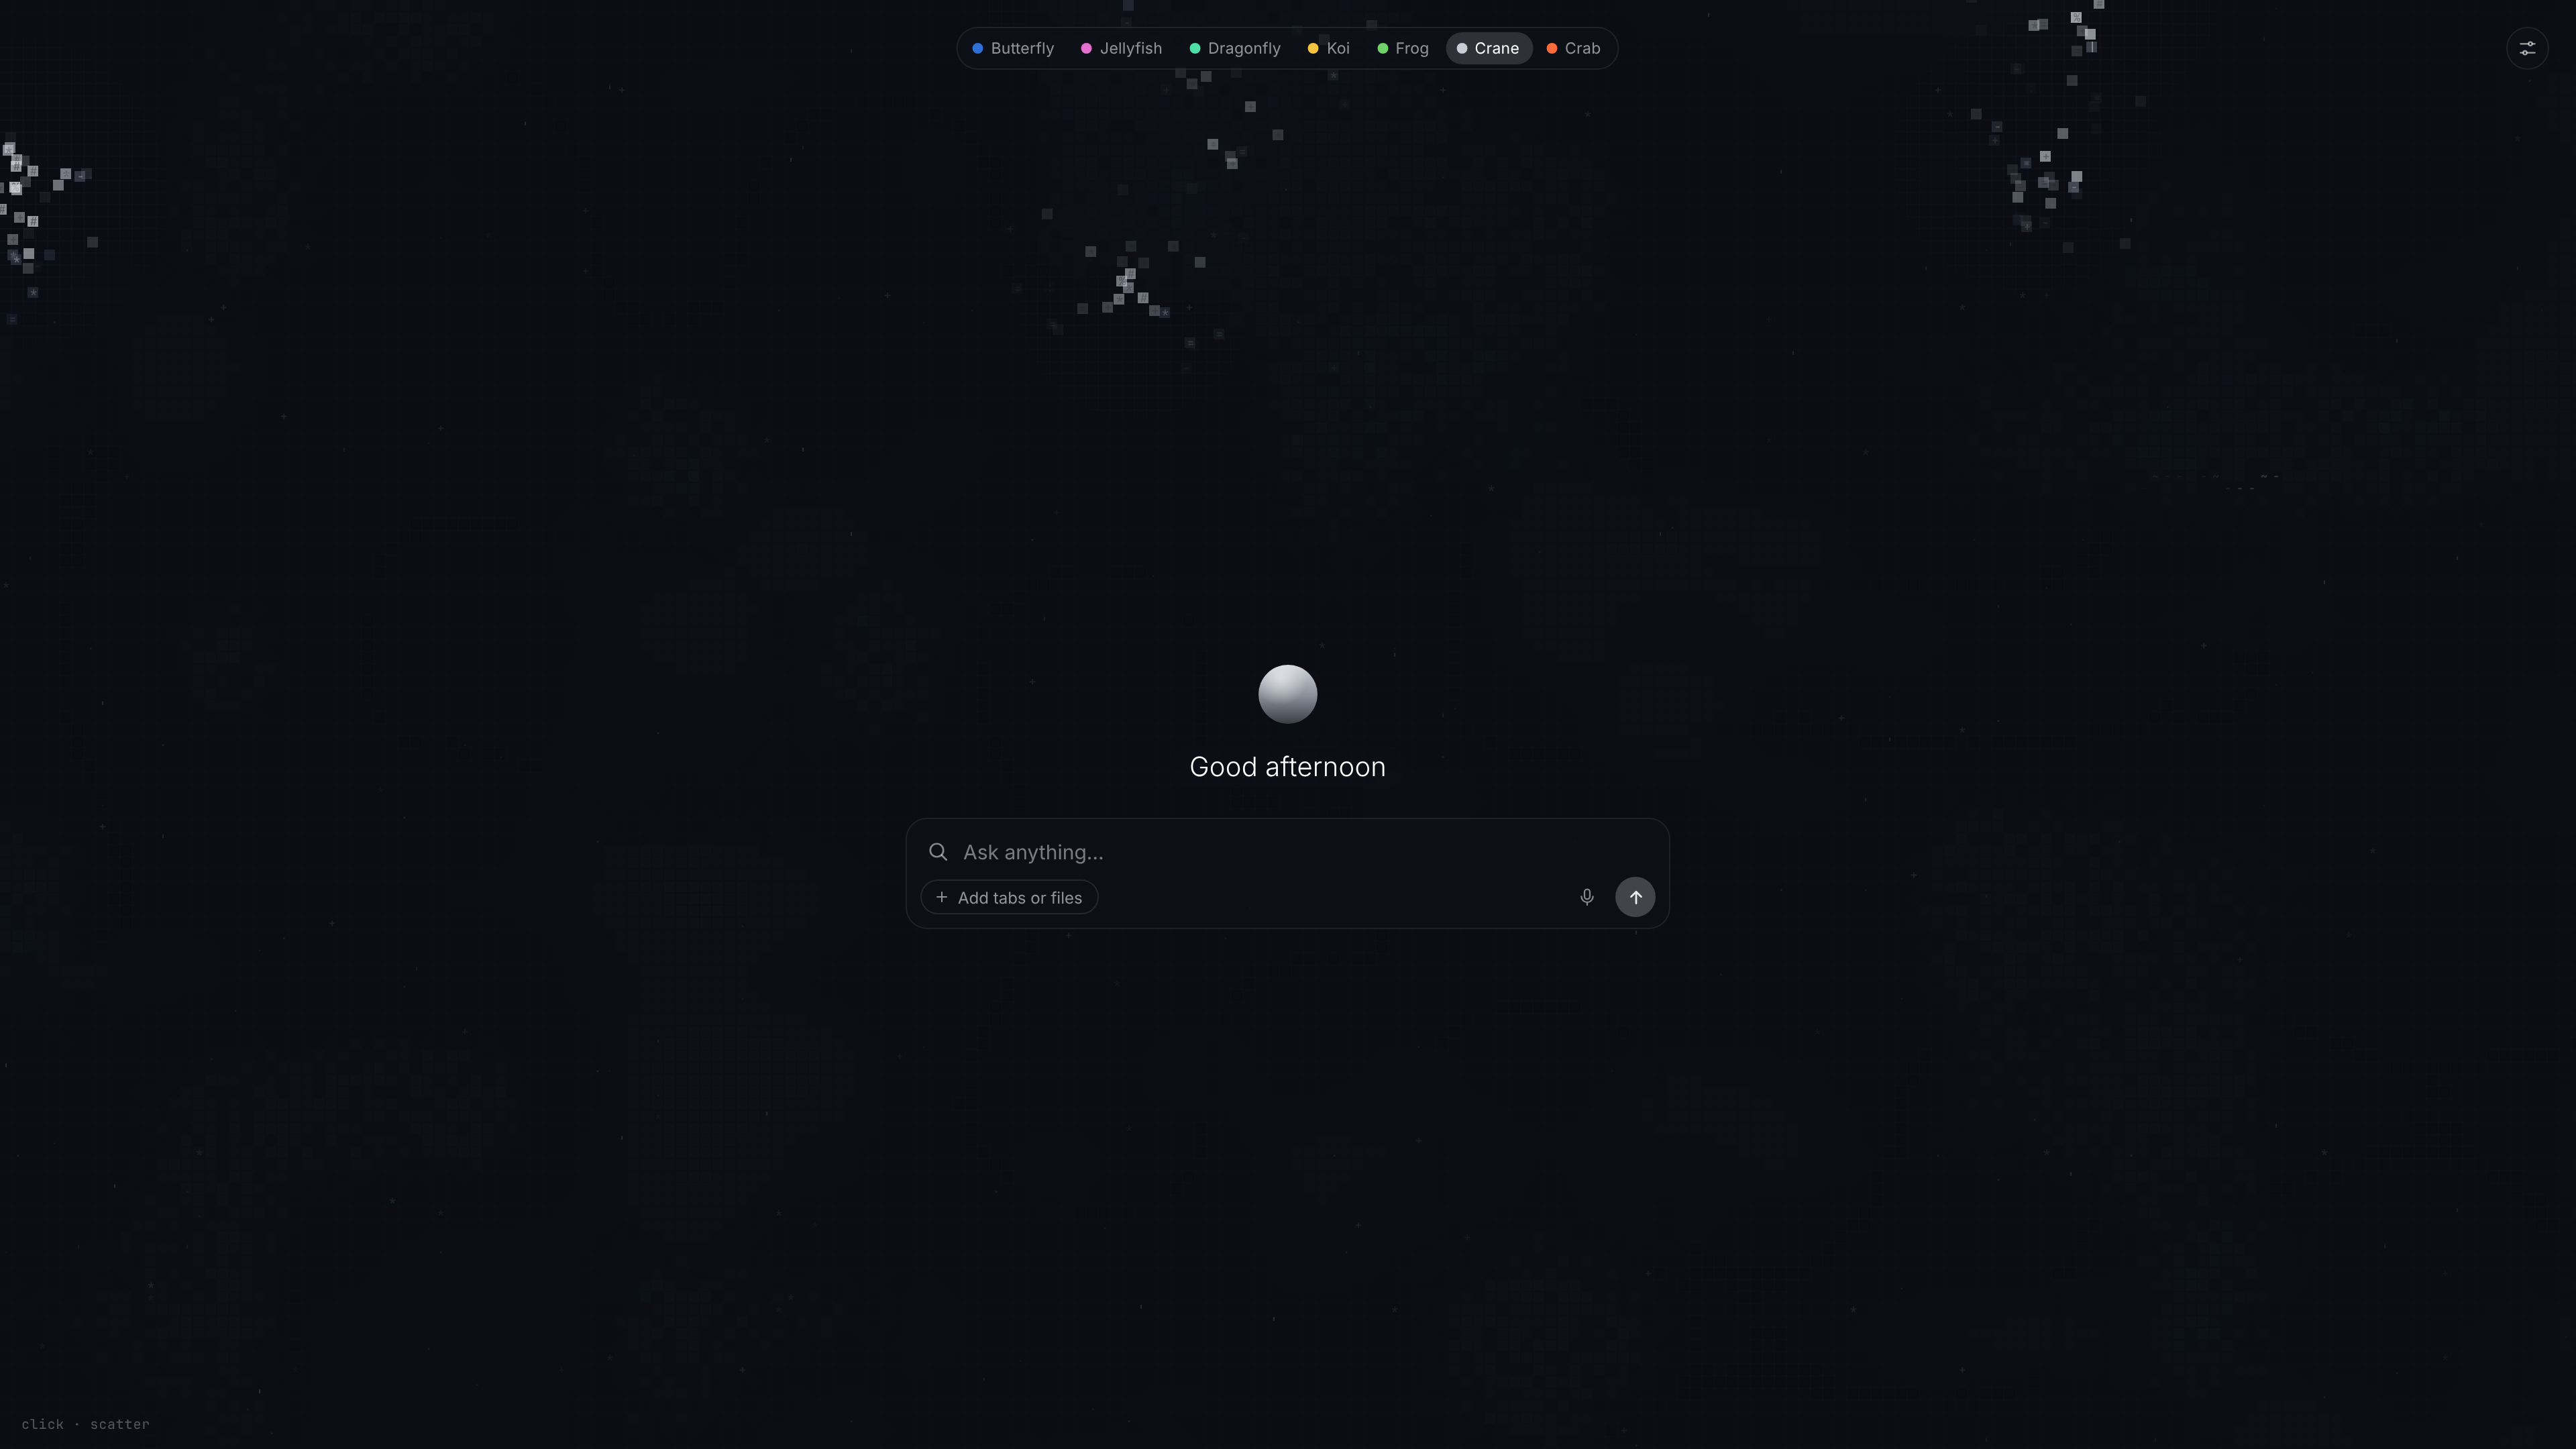 Butterfly Jellyfish Dragonfly Koi Frog Crane Crab
Good afternoon
Ask anything...
+ Add tabs or files
click · scatter